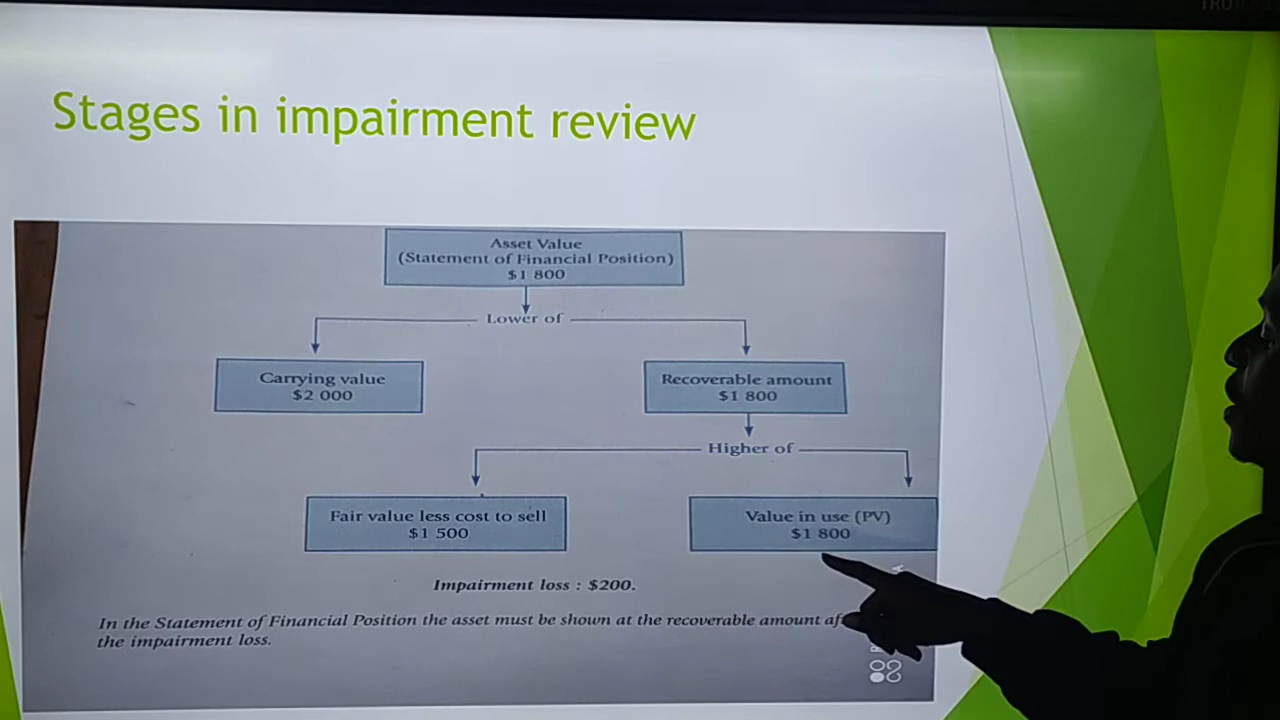 Stages in impairment review
Asset Value
(Statement of Financial Position)
$1 800
Lower of
Carrying value
$2 000
Recoverable amount
$1 800
Higher of
Fair value less cost to sell
$1 500
Value in use (PV)
$1 800
Impairment loss : $200.
In the Statement of Financial Position the asset must be shown at the recoverable amount
the impairment loss.